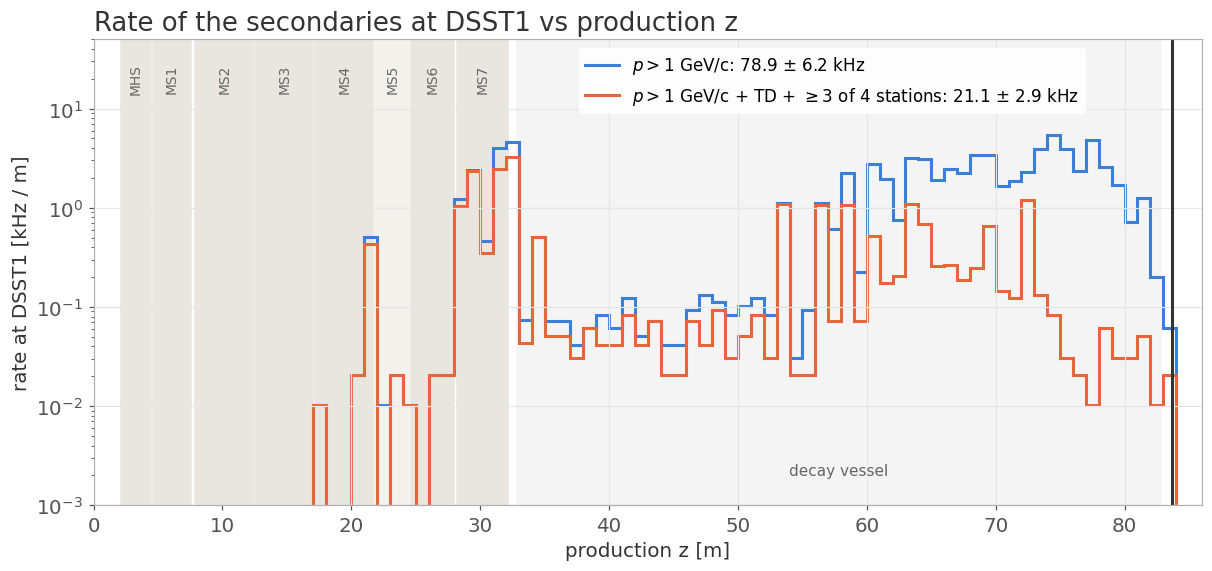 Rate of the secondaries at DSST1 vs production z
MHS
MS1
MS2
MS3
MS4
MS5
MS6
MS7
p > 1 GeV/c: 78.9 ± 6.2 kHz
p > 1 GeV/c + TD + ≥3 of 4 stations: 21.1 ± 2.9 kHz
rate at DSST1 [kHz / m]
10¹
10⁰
10⁻¹
10⁻²
10⁻³
decay vessel
0 10 20 30 40 50 60 70 80
production z [m]